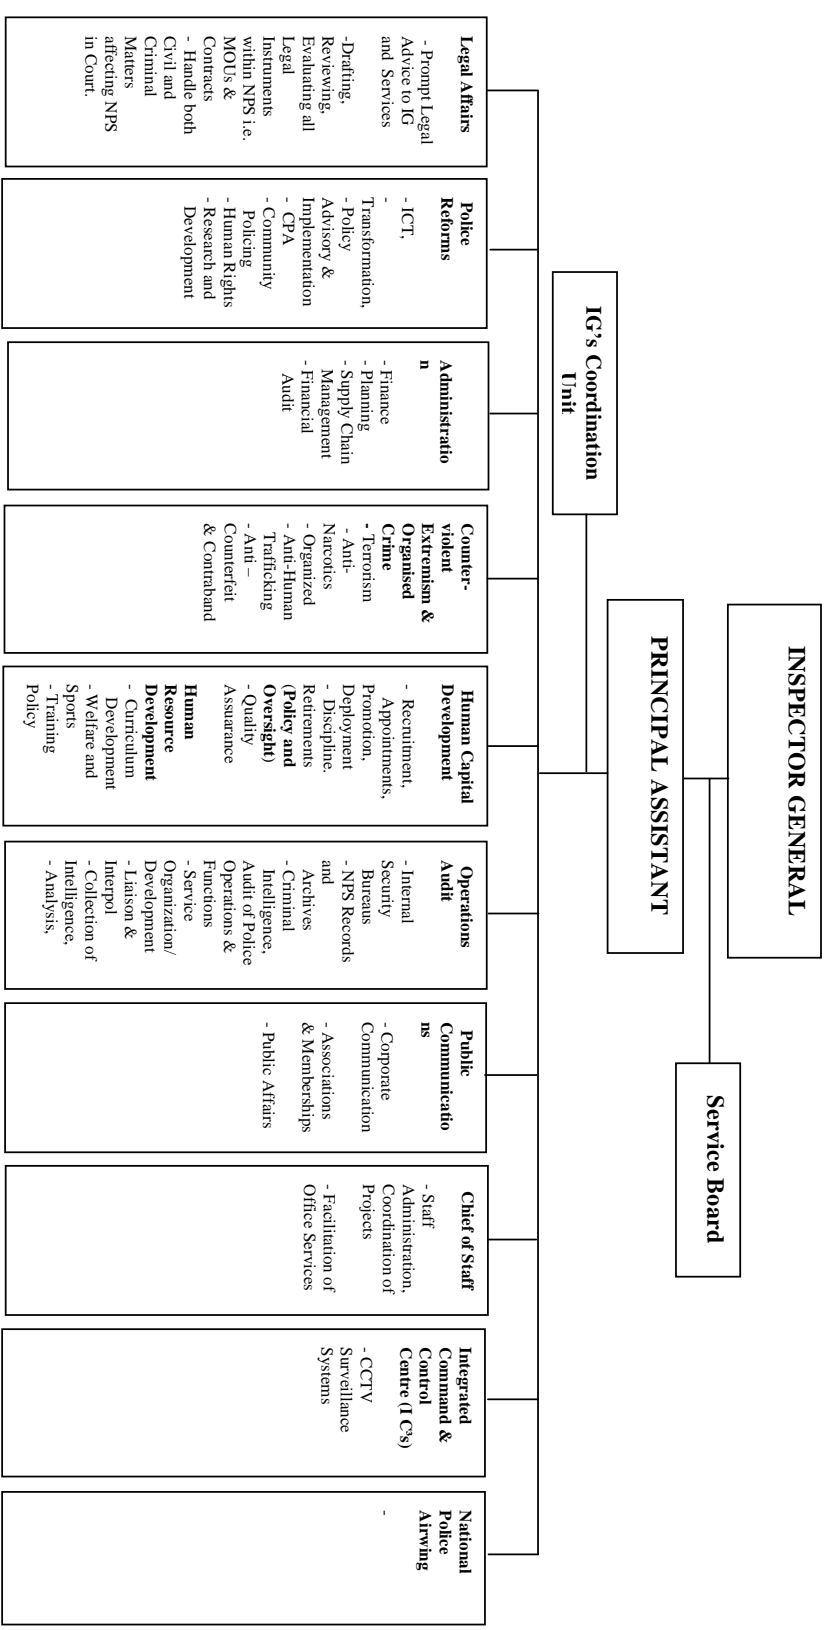 INSPECTOR GENERAL
Service Board
PRINCIPAL ASSISTANT
IG's Coordination
Unit
Legal Affairs
- Prompt Legal
Advice to IG
and Services
-Drafting,
Reviewing,
Evaluating all
Legal
Instruments
within NPS i.e.
MOUs &
Contracts
- Handle both
Civil and
Criminal
Matters
affecting NPS
in Court.
Police
Reforms
- ICT,
-
Transformation,
- Policy
Advisory &
Implementation
- CPA
- Community
Policing
- Human Rights
- Research and
Development
Administratio
n
- Finance
- Planning
- Supply Chain
Management
- Financial
Audit
Counter-
violent
Extremism &
Organised
Crime
- Terrorism
- Anti-
Narcotics
- Organized
- Anti-Human
Trafficking
- Anti –
Counterfeit
& Contraband
Human Capital
Development
- Recruitment,
Appointments,
Promotion,
Deployment
- Discipline.
Retirements
(Policy and
Oversight)
- Quality
Assuarance
Human
Resource
Development
- Curriculum
Development
- Welfare and
Sports
- Training
Policy
Operations
Audit
- Internal
Security
Bureaus
- NPS Records
and
Archives
- Criminal
Intelligence,
Audit of Police
Operations &
Functions
- Service
Organization/
Development
- Liaison &
Interpol
- Collection of
Intelligence,
- Analysis,
Public
Communicatio
ns
- Corporate
Communication
- Associations
& Memberships
- Public Affairs
Chief of Staff
- Staff
Administration,
Coordination of
Projects
- Facilitation of
Office Services
Integrated
Command &
Control
Centre (I C³s)
- CCTV
Surveillance
Systems
National
Police
Airwing
-